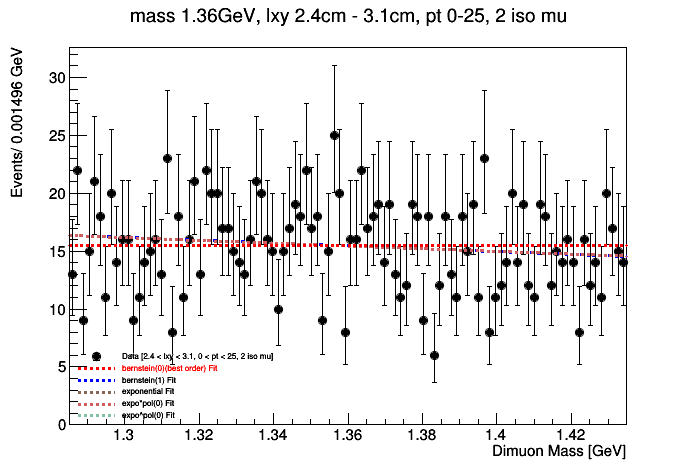 mass 1.36GeV, lxy 2.4cm - 3.1cm, pt 0-25, 2 iso mu
Events/ 0.001496 GeV
30
25
20
15
10
5
0
Data [2.4 < lxy < 3.1, 0 < pt < 25, 2 iso mu]
bernstein(0)(best order) Fit
bernstein(1) Fit
exponential Fit
expo*pol(0) Fit
expo^pol(0) Fit
1.3 1.32 1.34 1.36 1.38 1.4 1.42
Dimuon Mass [GeV]